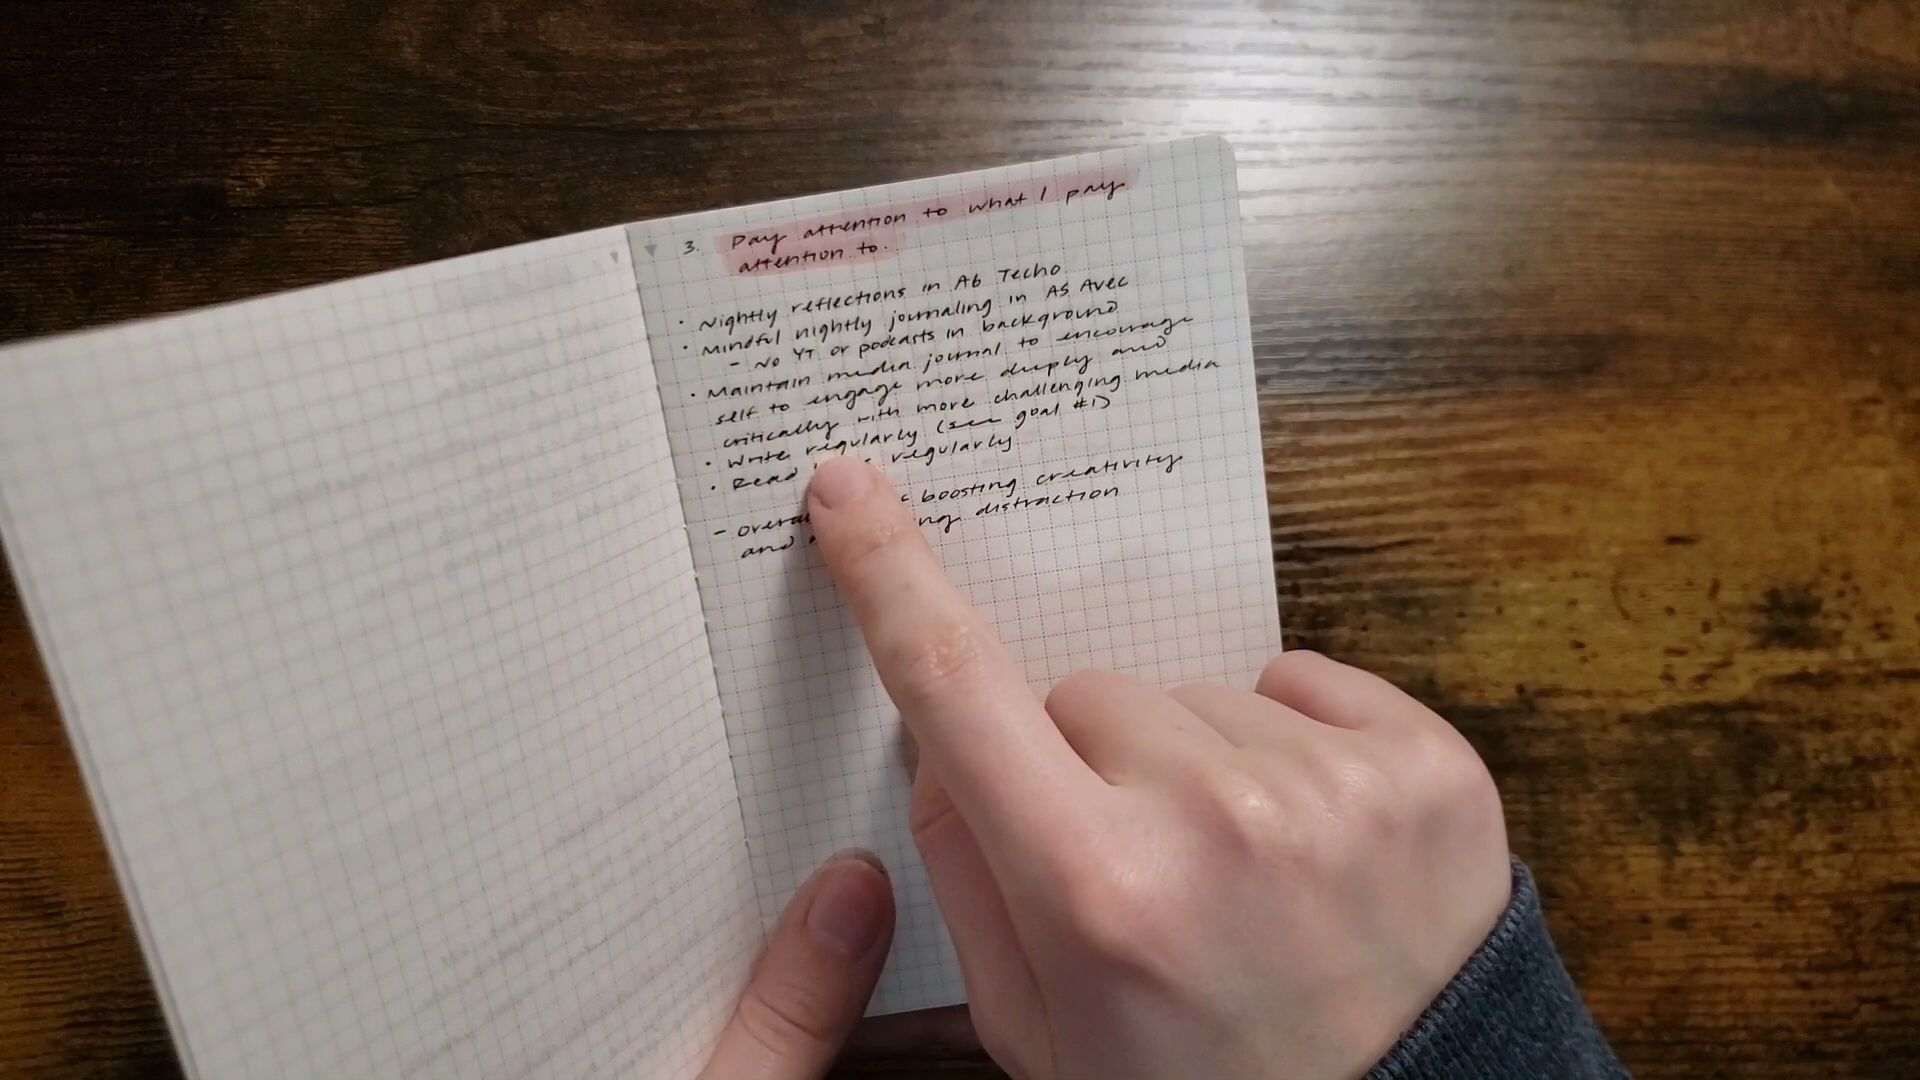 3. Pay attention to what I pay
attention to.
• Nightly reflections in A6 Techo
• Mindful nightly journaling in A5 Avec
- No YT or podcasts in background
• Maintain media journal to encourage
self to engage more deeply and
critically with more challenging media
• Write regularly (see goal #1)
• Read regularly
- boosting creativity
and distraction